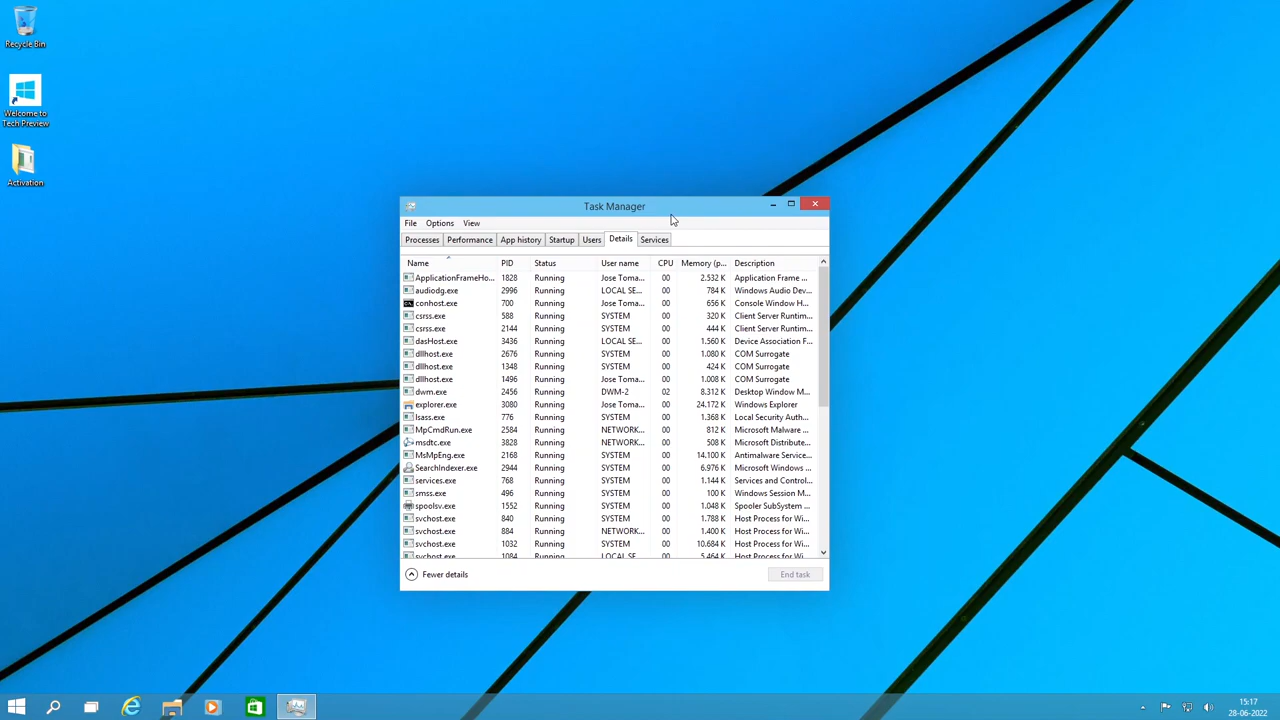 Recycle Bin
Welcome to
Tech Preview
Activation
Task Manager
File Options View
Processes Performance App history Startup Users Details Services
Name PID Status User name CPU Memory (p... Description
ApplicationFrameHo... 1828 Running Jose Toma... 00 2.532 K Application Frame ...
audiodg.exe 2996 Running LOCAL SE... 00 784 K Windows Audio Dev...
conhost.exe 700 Running Jose Toma... 00 656 K Console Window H...
csrss.exe 588 Running SYSTEM 00 320 K Client Server Runtim...
csrss.exe 2144 Running SYSTEM 00 444 K Client Server Runtim...
dasHost.exe 3436 Running LOCAL SE... 00 1.560 K Device Association F...
dllhost.exe 2676 Running SYSTEM 00 1.080 K COM Surrogate
dllhost.exe 1348 Running SYSTEM 00 424 K COM Surrogate
dllhost.exe 1496 Running Jose Toma... 00 1.008 K COM Surrogate
dwm.exe 2456 Running DWM-2 02 8.312 K Desktop Window M...
explorer.exe 3080 Running Jose Toma... 00 24.172 K Windows Explorer
lsass.exe 776 Running SYSTEM 00 1.368 K Local Security Auth...
MpCmdRun.exe 2584 Running NETWORK... 00 812 K Microsoft Malware ...
msdtc.exe 3828 Running NETWORK... 00 508 K Microsoft Distribute...
MsMpEng.exe 2168 Running SYSTEM 00 14.100 K Antimalware Service...
SearchIndexer.exe 2944 Running SYSTEM 00 6.976 K Microsoft Windows ...
services.exe 768 Running SYSTEM 00 1.144 K Services and Control...
smss.exe 496 Running SYSTEM 00 100 K Windows Session M...
spoolsv.exe 1552 Running SYSTEM 00 1.048 K Spooler SubSystem ...
svchost.exe 840 Running SYSTEM 00 1.788 K Host Process for Wi...
svchost.exe 884 Running NETWORK... 00 1.400 K Host Process for Wi...
svchost.exe 1032 Running SYSTEM 00 10.684 K Host Process for Wi...
svchost.exe 1084 Running LOCAL SE... 00 5.464 K Host Process for Wi...
Fewer details End task
15:17
28-06-2022